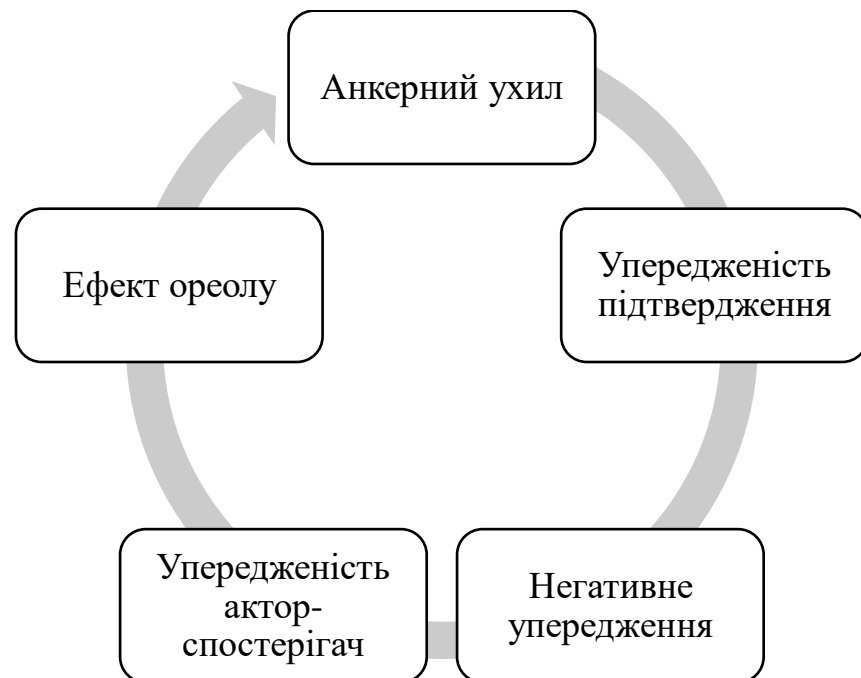 Анкерний ухил
Упередженість
підтвердження
Негативне
упередження
Упередженість
актор-
спостерігач
Ефект ореолу